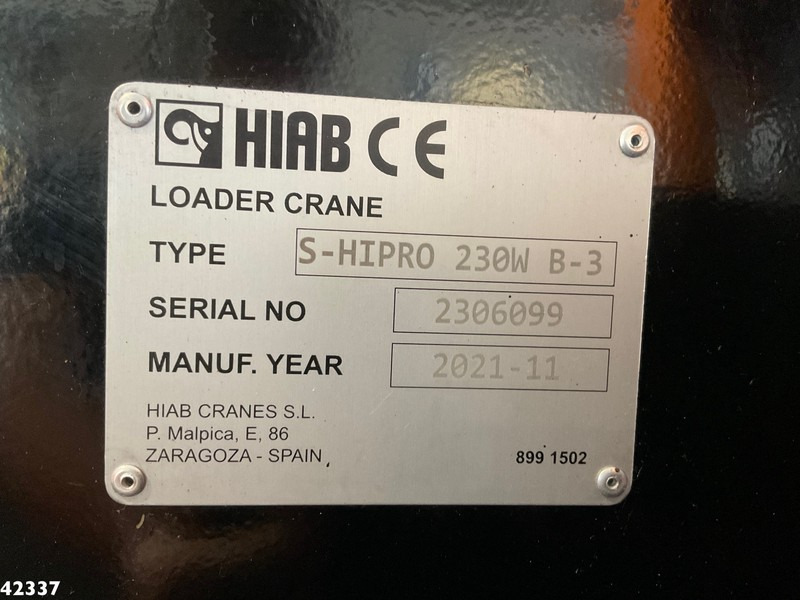 HIAB CE
LOADER CRANE
TYPE S-HIPRO 230W B-3
SERIAL NO 2306099
MANUF. YEAR 2021-11
HIAB CRANES S.L.
P. Malpica, E, 86
ZARAGOZA - SPAIN
899 1502
42337